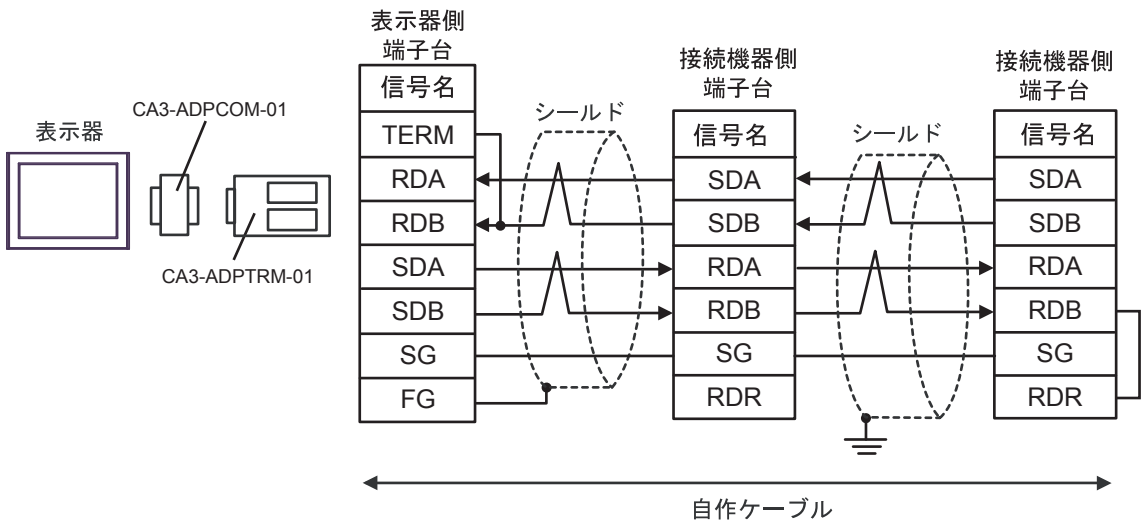 表示器
CA3-ADPCOM-01
CA3-ADPTRM-01
表示器側
端子台
信号名
TERM
RDA
RDB
SDA
SDB
SG
FG
シールド
接続機器側
端子台
信号名
SDA
SDB
RDA
RDB
SG
RDR
シールド
接続機器側
端子台
信号名
SDA
SDB
RDA
RDB
SG
RDR
自作ケーブル